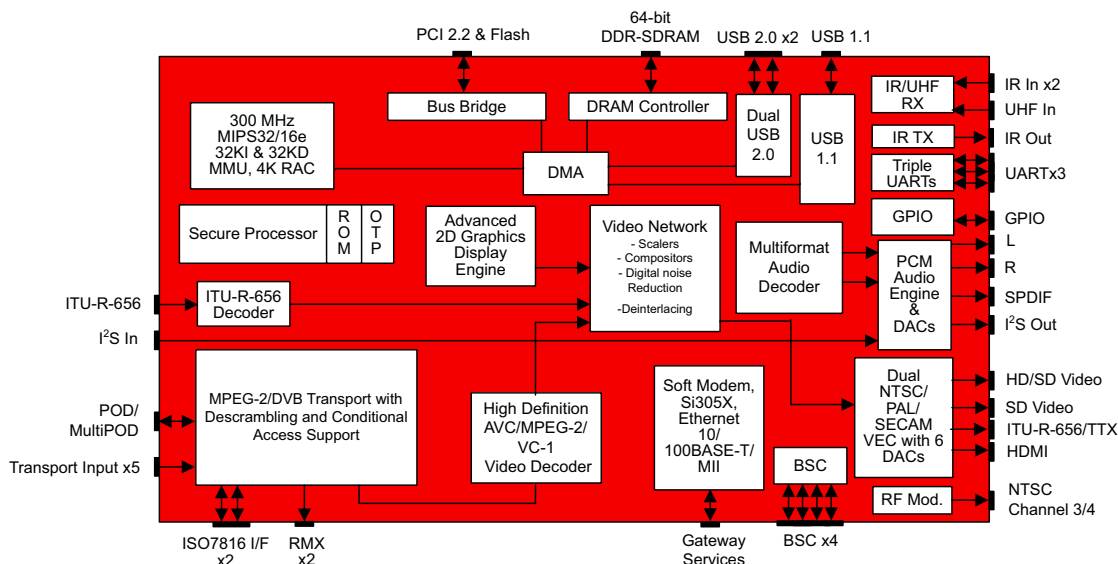 64-bit
PCI 2.2 & Flash
DDR-SDRAM
USB 2.0 x2
USB 1.1
Bus Bridge
DRAM Controller
Dual
USB
2.0
USB
1.1
IR/UHF
RX
IR In x2
UHF In
300 MHz
MIPS32/16e
32KI & 32KD
MMU, 4K RAC
IR TX
IR Out
DMA
Triple
UARTs
UARTx3
Secure Processor
ROM
OTP
Advanced
2D Graphics
Display
Engine
Video Network
- Scalers
- Compositors
- Digital noise
Reduction
-Deinterlacing
Multiformat
Audio
Decoder
GPIO
GPIO
PCM
Audio
Engine
&
DACs
L
R
SPDIF
I²S Out
ITU-R-656
ITU-R-656
Decoder
I²S In
MPEG-2/DVB Transport with
Descrambling and Conditional
Access Support
POD/
MultiPOD
Transport Input x5
High Definition
AVC/MPEG-2/
VC-1
Video Decoder
Soft Modem,
Si305X,
Ethernet
10/
100BASE-T/
MII
BSC
Dual
NTSC/
PAL/
SECAM
VEC with 6
DACs
HD/SD Video
SD Video
ITU-R-656/TTX
HDMI
RF Mod.
NTSC
Channel 3/4
ISO7816 I/F
x2
RMX
x2
Gateway
Services
BSC x4